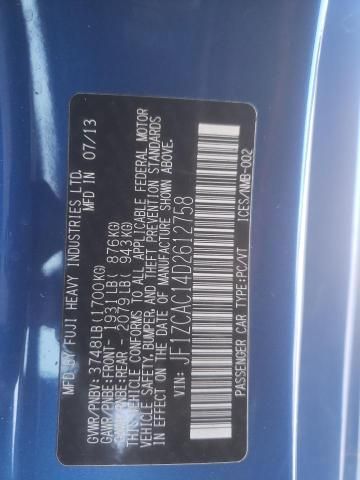 MFD.BY FUJI HEAVY INDUSTRIES LTD.
IN 07/13
GVWR/PNBV: 3748LB(1700KG)
GAWR/PNBE:FRONT- 1931LB( 876KG)
GAWR/PNBE:REAR- 2079LB( 943KG)
THIS VEHICLE CONFORMS TO ALL APPLICABLE FEDERAL MOTOR
VEHICLE SAFETY, BUMPER, AND THEFT PREVENTION STANDARDS
IN EFFECT ON THE DATE OF MANUFACTURE SHOWN ABOVE.
VIN: JF1ZCAC14D2612758
PASSENGER CAR TYPE:PC/VT ICES/NMB-002